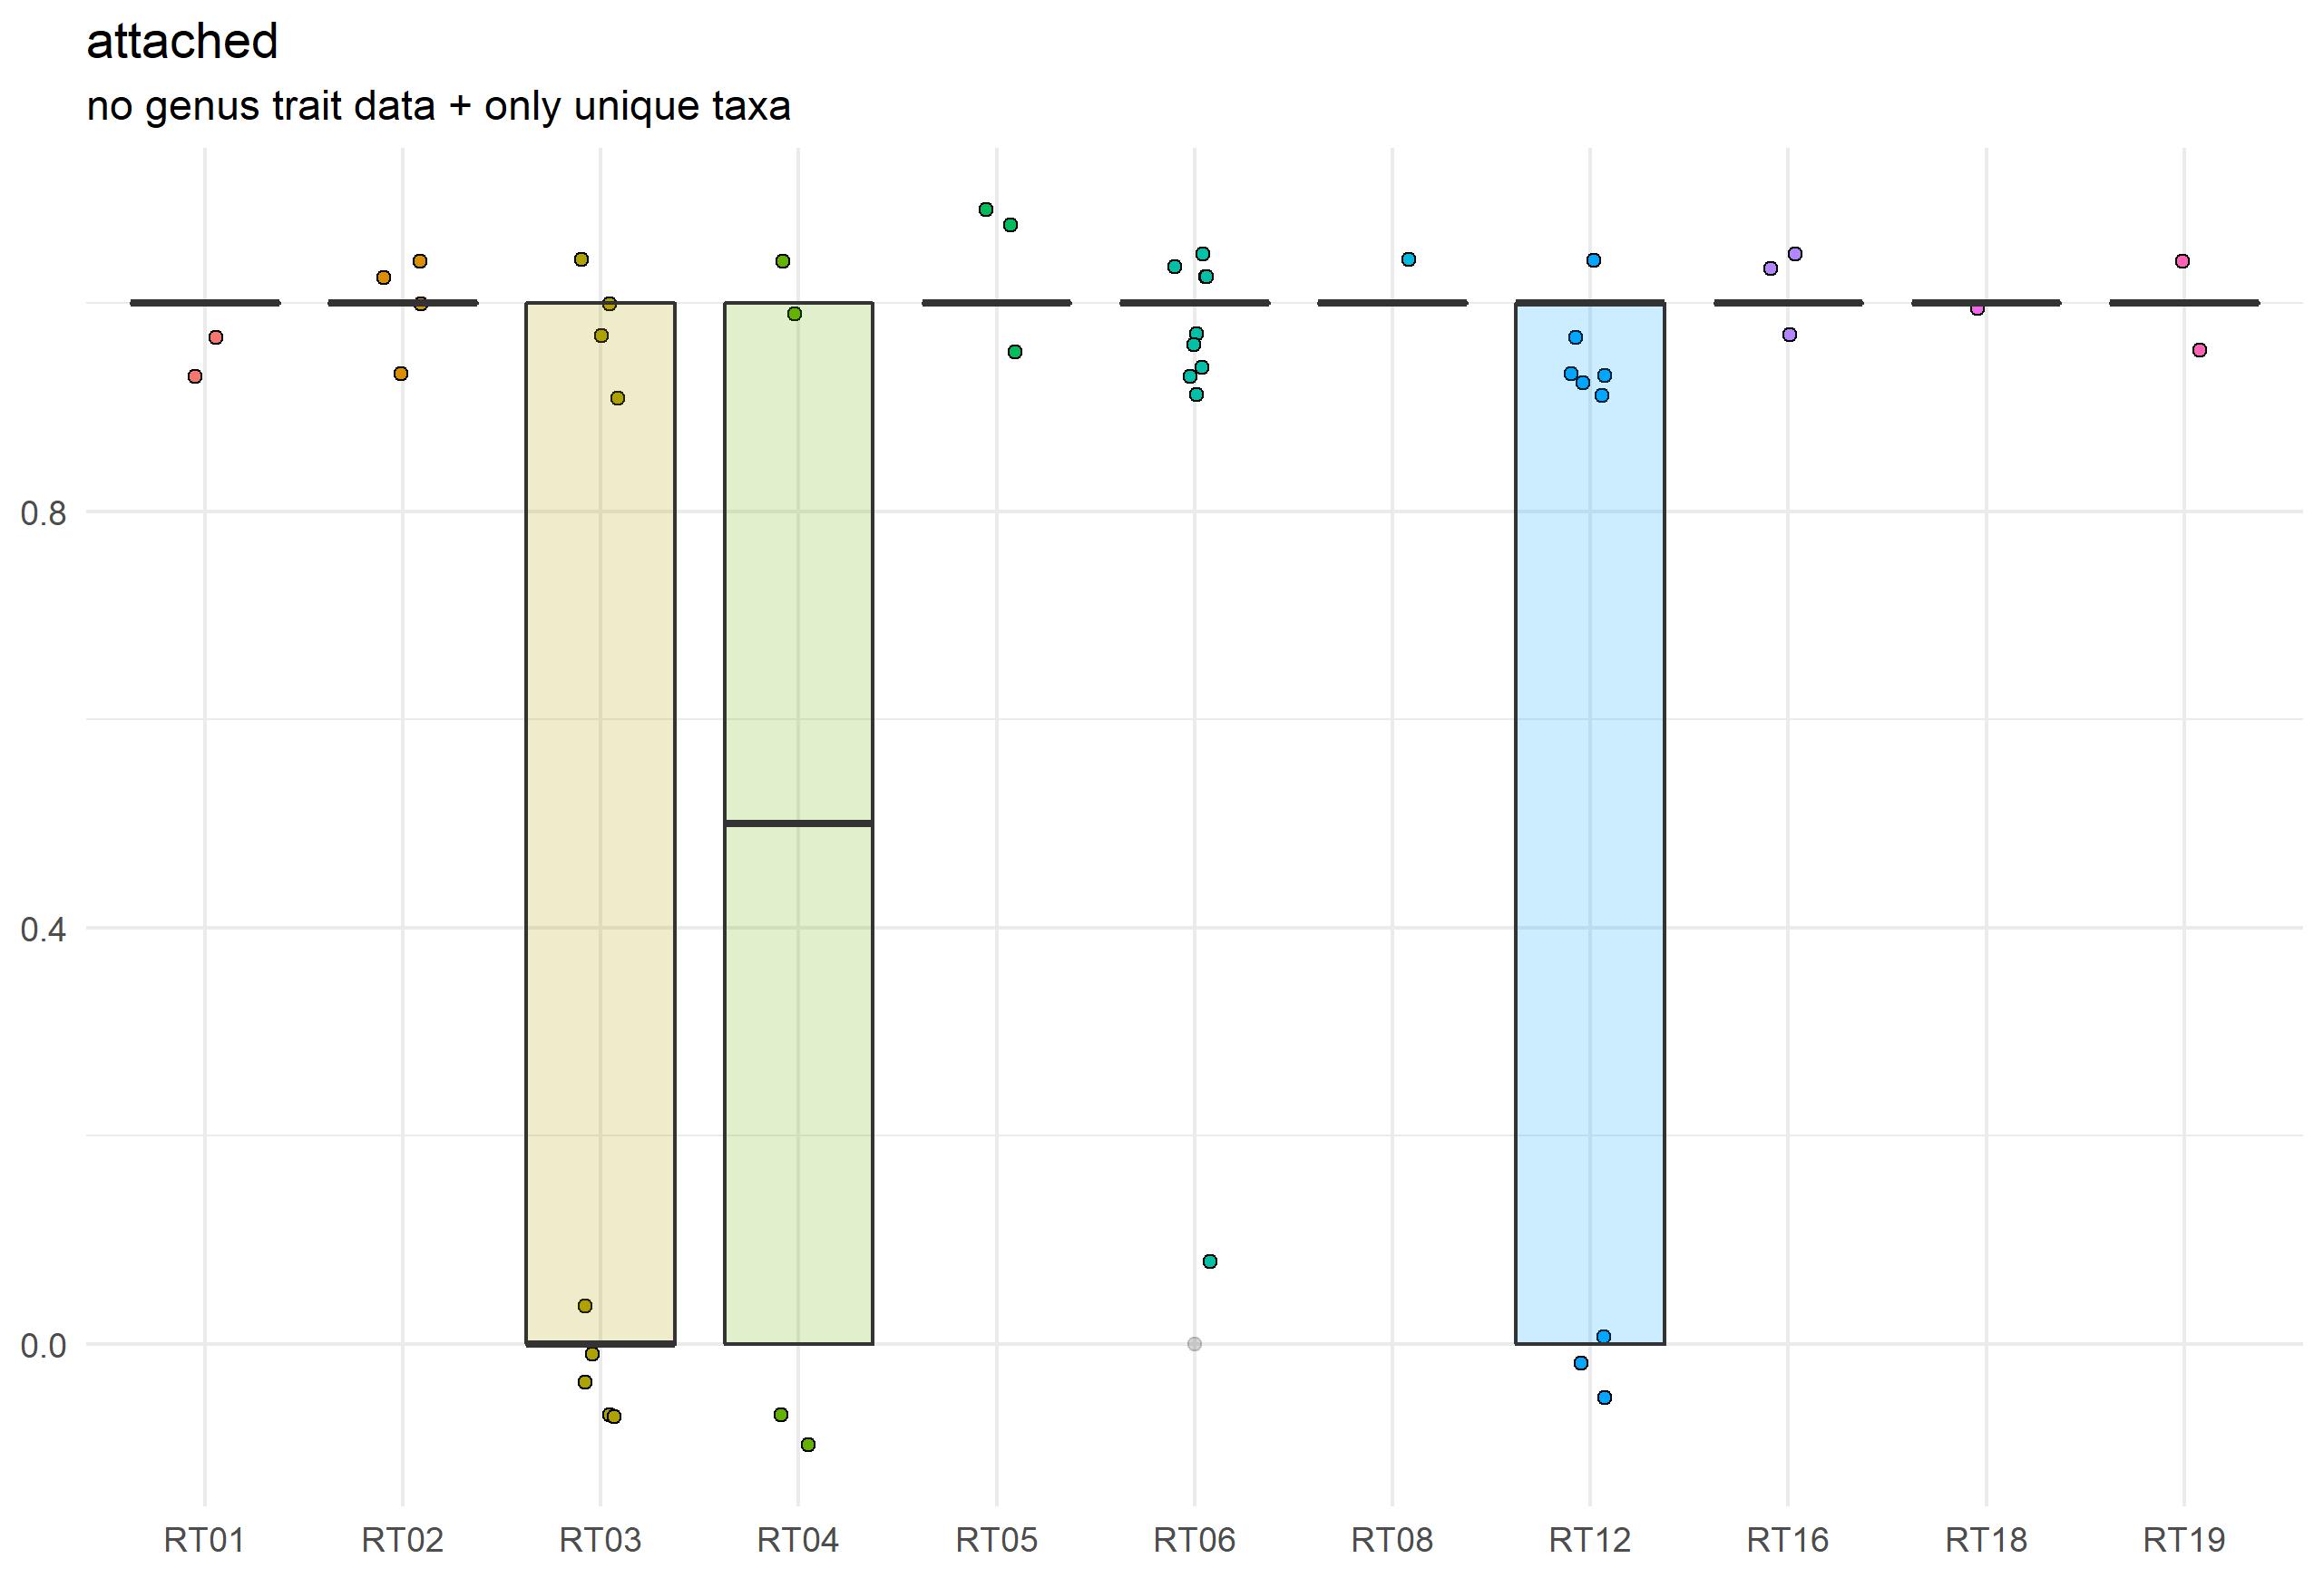 attached
no genus trait data + only unique taxa
0.8
0.4
0.0
RT01 RT02 RT03 RT04 RT05 RT06 RT08 RT12 RT16 RT18 RT19